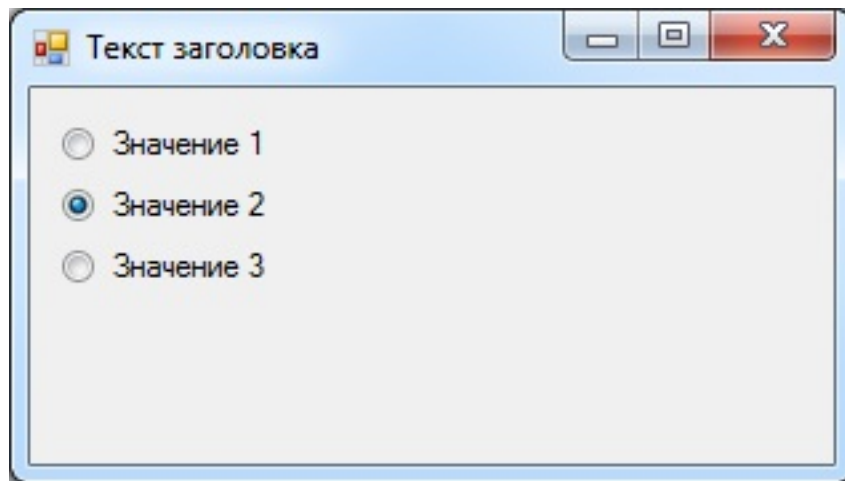 Текст заголовка
Значение 1
Значение 2
Значение 3